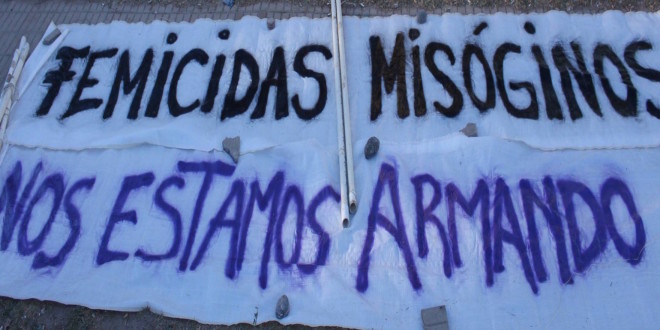 FEMICIDAS MISÓGINOS
NOS ESTAMOS ARMANDO